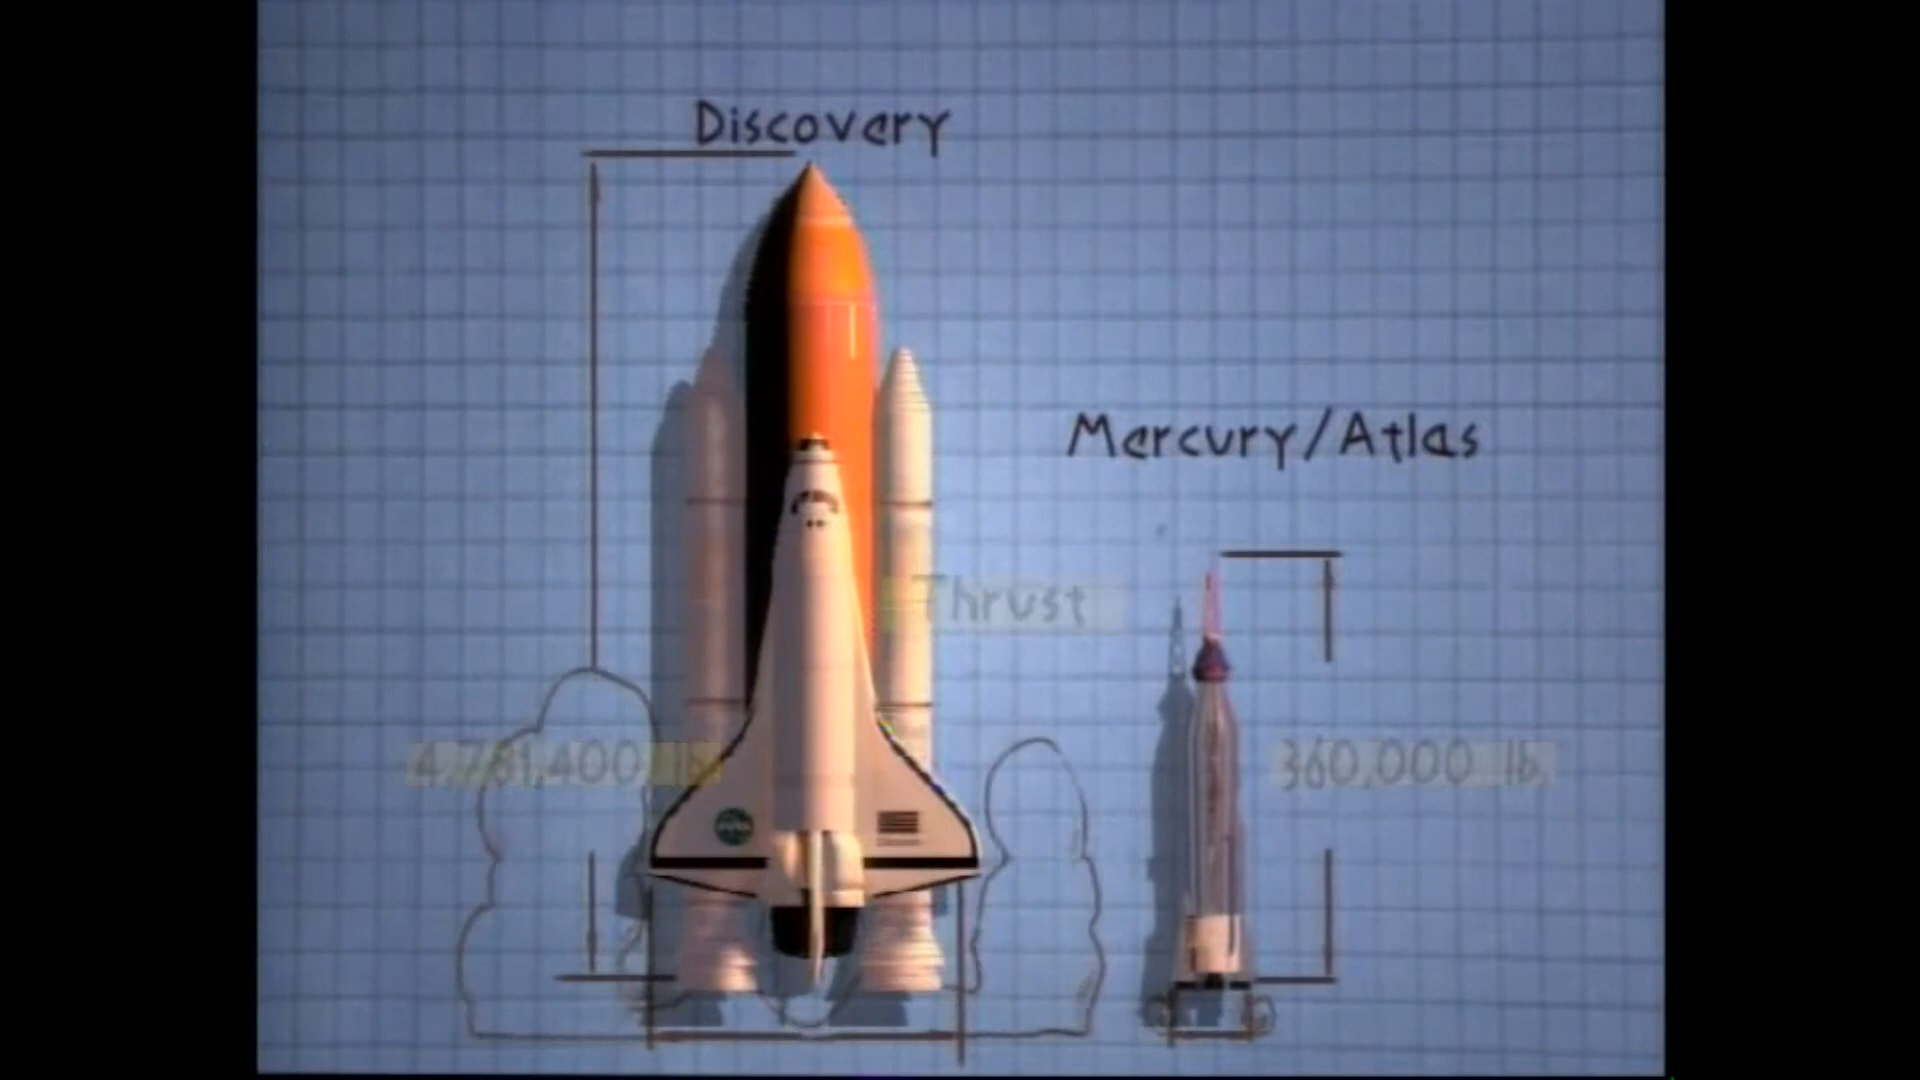 Discovery
Mercury/Atlas
Thrust
4,781,400 lb.
360,000 lb.